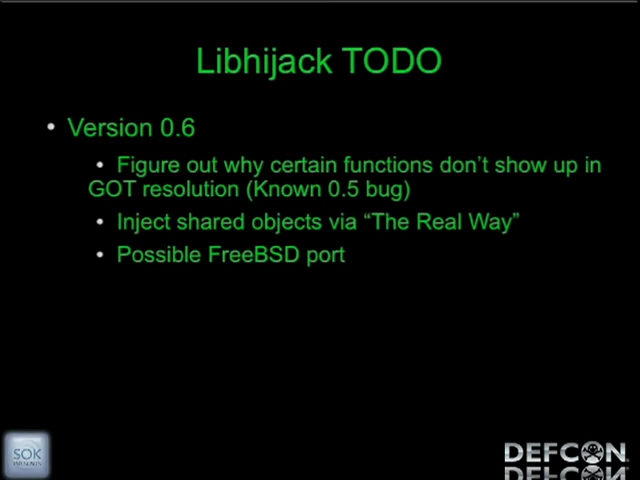 Libhijack TODO
• Version 0.6
• Figure out why certain functions don't show up in
GOT resolution (Known 0.5 bug)
• Inject shared objects via “The Real Way”
• Possible FreeBSD port
SOK
PRESENTS
DEFCON